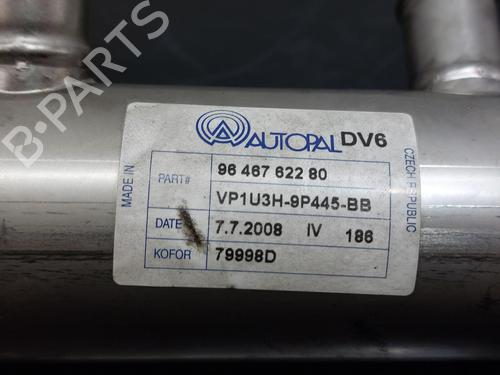 AUTOPAL DV6
MADE IN
CZECH REPUBLIC
PART# 96 467 622 80
VP1U3H-9P445-BB
DATE 7.7.2008 IV 186
KOFOR 79998D
B-PARTS